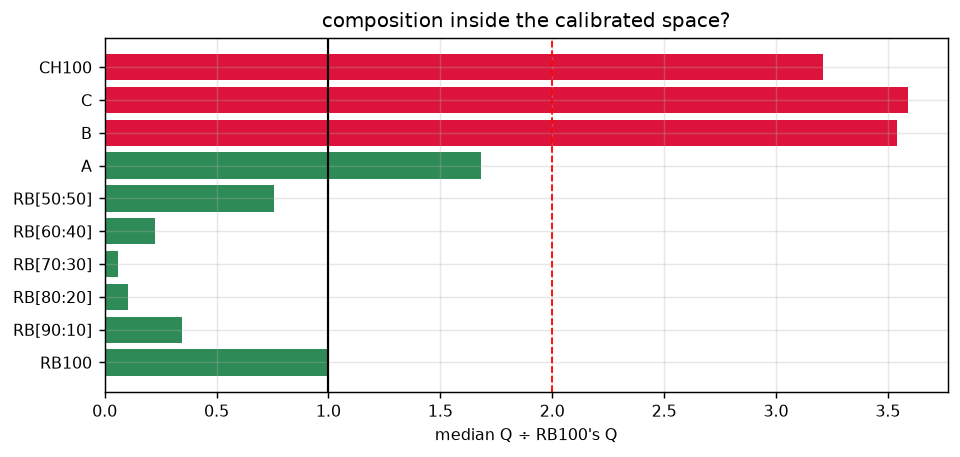 composition inside the calibrated space?
CH100
C
B
A
RB[50:50]
RB[60:40]
RB[70:30]
RB[80:20]
RB[90:10]
RB100
0.0 0.5 1.0 1.5 2.0 2.5 3.0 3.5
median Q ÷ RB100's Q